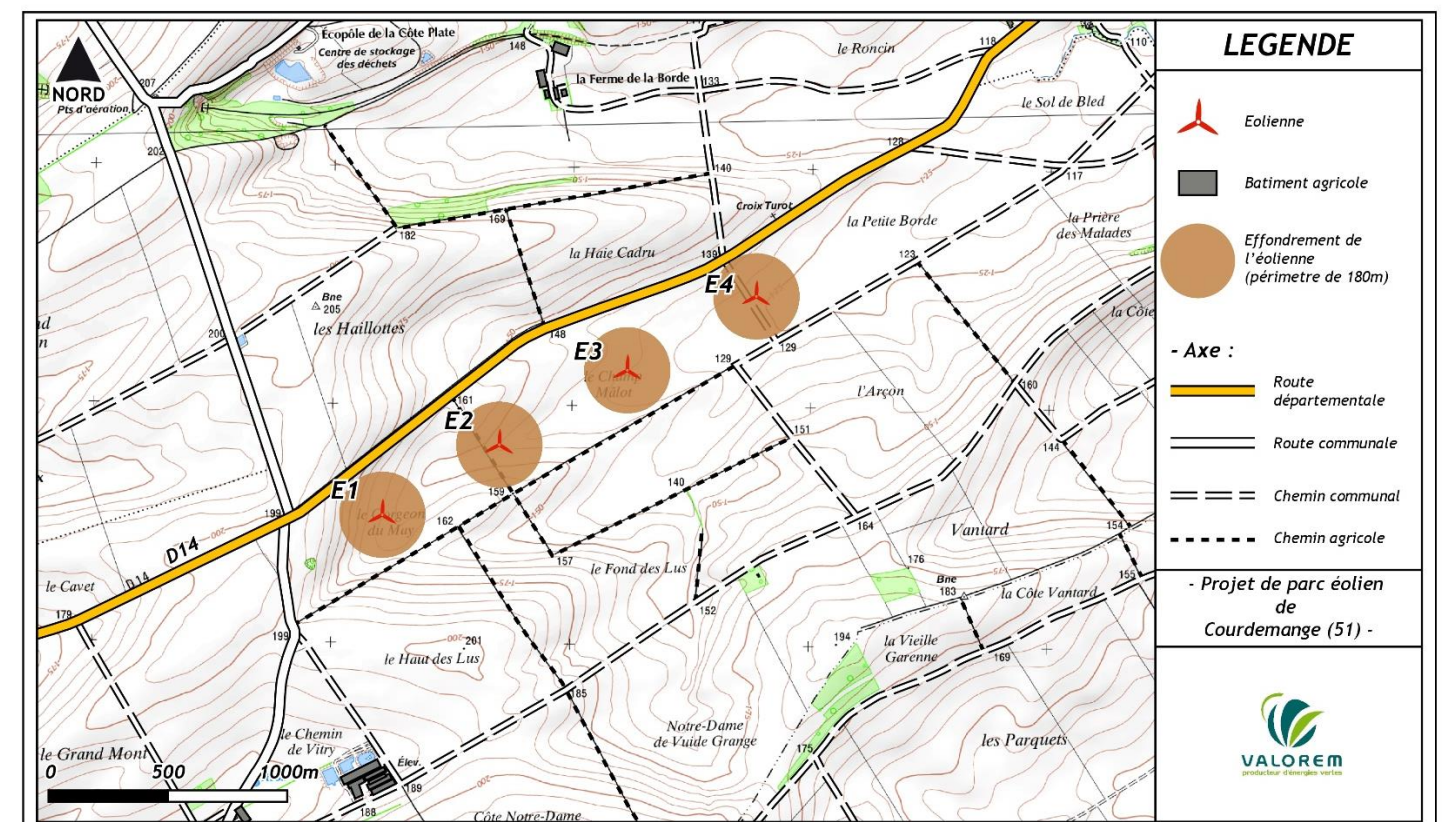 LEGENDE
Eolienne
Batiment agricole
Effondrement de
l'éolienne
(périmetre de 180m)
- Axe :
Route
départementale
Route communale
Chemin communal
Chemin agricole
- Projet de parc éolien
de
Courdemange (51) -
VALOREM
producteur d'énergies vertes
NORD
Pts d'aération
207
202
Écopôle de la Côte Plate
Centre de stockage
des déchets
148
la Ferme de la Borde
133
le Roncin
118
110
le Sol de Bled
128
117
140
Croix Turot
la Petite Borde
la Prière
des Malades
169
182
la Haie Cadru
139
123
E4
Bne
205
les Haillottes
200
148
E3
le Champ
Mâlot
129
129
la Côte
160
l'Arçon
161
E2
151
144
E1
le Gorgeon
du May
159
162
140
199
D14
D14
le Cavet
179
157
le Fond des Lus
152
164
Vantard
154
176
155
Bne
183
la Côte Vantard
199
201
le Haut des Lus
194
la Vieille
Garenne
169
185
Notre-Dame
de Vuide Grange
175
les Parquets
le Chemin
de Vitry
le Grand Mont
Élev.
189
188
Côte Notre-Dame
0
500
1000m